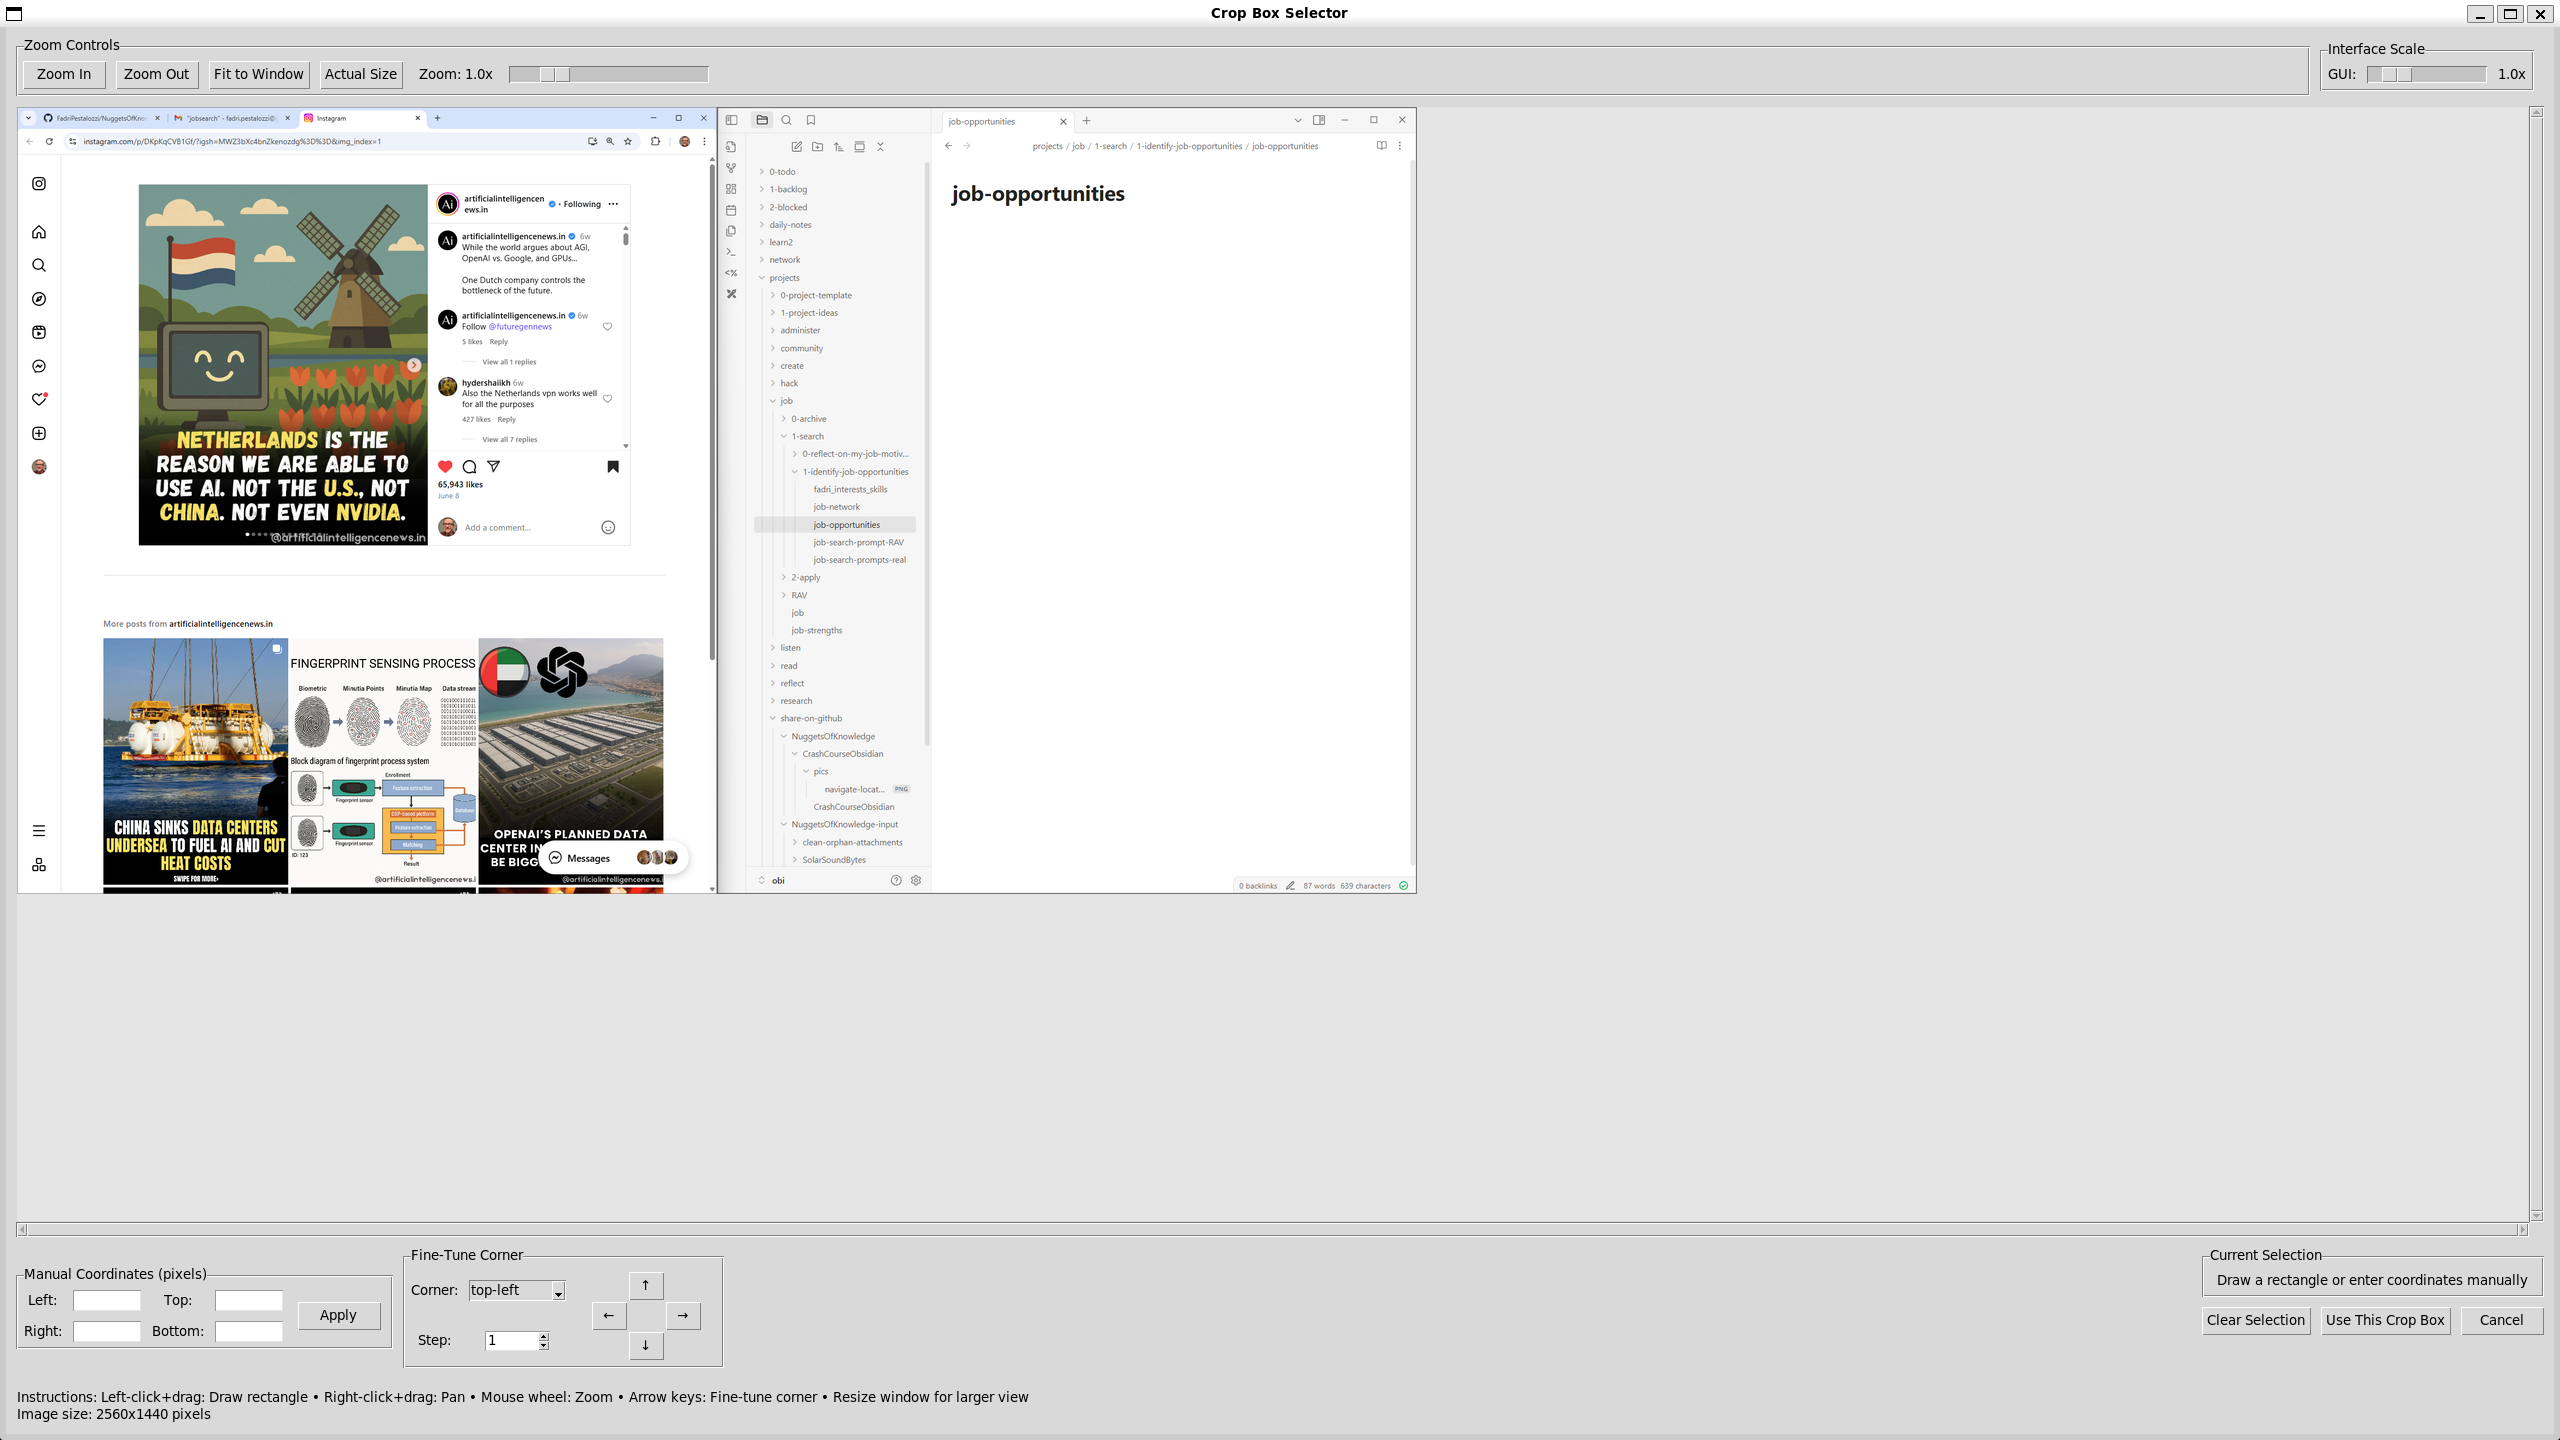 Crop Box Selector
Zoom Controls
Zoom In Zoom Out Fit to Window Actual Size Zoom: 1.0x
Interface Scale
GUI: 1.0x
FadriPestalozzi/NuggetsOfKno
"jobsearch" - fadri.pestalozzi@
Instagram
instagram.com/p/DKpKqCVB1Gf/?igsh=MWZ3bXc4bnZkenozdg%3D%3D&img_index=1
NETHERLANDS IS THE
REASON WE ARE ABLE TO
USE AI. NOT THE U.S., NOT
CHINA. NOT EVEN NVIDIA.
@artificialintelligencenews.in
Ai
artificialintelligencen
ews.in
• Following
Ai
artificialintelligencenews.in 6w
While the world argues about AGI,
OpenAI vs. Google, and GPUs...
One Dutch company controls the
bottleneck of the future.
Ai
artificialintelligencenews.in 6w
Follow @futuregennews
5 likes Reply
View all 1 replies
hydershaiikh 6w
Also the Netherlands vpn works well
for all the purposes
427 likes Reply
View all 7 replies
65,943 likes
June 8
Add a comment...
More posts from artificialintelligencenews.in
CHINA SINKS DATA CENTERS
UNDERSEA TO FUEL AI AND CUT
HEAT COSTS
SWIPE FOR MORE›
FINGERPRINT SENSING PROCESS
Biometric Minutia Points Minutia Map Data stream
Block diagram of fingerprint process system
Enrollment
Feature extraction
Fingerprint sensor
Database
DSP-based platform
Feature extraction
Matching
Fingerprint sensor
ID: 123
Result
@artificialintelligencenews.i
OPENAI'S PLANNED DATA
CENTER IN
BE BIGG
@artificialintelligencenews.i
Messages
job-opportunities
projects / job / 1-search / 1-identify-job-opportunities / job-opportunities
0-todo
1-backlog
2-blocked
daily-notes
learn2
network
projects
0-project-template
1-project-ideas
administer
community
create
hack
job
0-archive
1-search
0-reflect-on-my-job-motiv...
1-identify-job-opportunities
fadri_interests_skills
job-network
job-opportunities
job-search-prompt-RAV
job-search-prompts-real
2-apply
RAV
job
job-strengths
listen
read
reflect
research
share-on-github
NuggetsOfKnowledge
CrashCourseObsidian
pics
navigate-locat... PNG
CrashCourseObsidian
NuggetsOfKnowledge-input
clean-orphan-attachments
SolarSoundBytes
obi
job-opportunities
0 backlinks 87 words 639 characters
Manual Coordinates (pixels)
Left: Top:
Right: Bottom:
Apply
Fine-Tune Corner
Corner: top-left
Step: 1
↑
← →
↓
Current Selection
Draw a rectangle or enter coordinates manually
Clear Selection Use This Crop Box Cancel
Instructions: Left-click+drag: Draw rectangle • Right-click+drag: Pan • Mouse wheel: Zoom • Arrow keys: Fine-tune corner • Resize window for larger view
Image size: 2560x1440 pixels